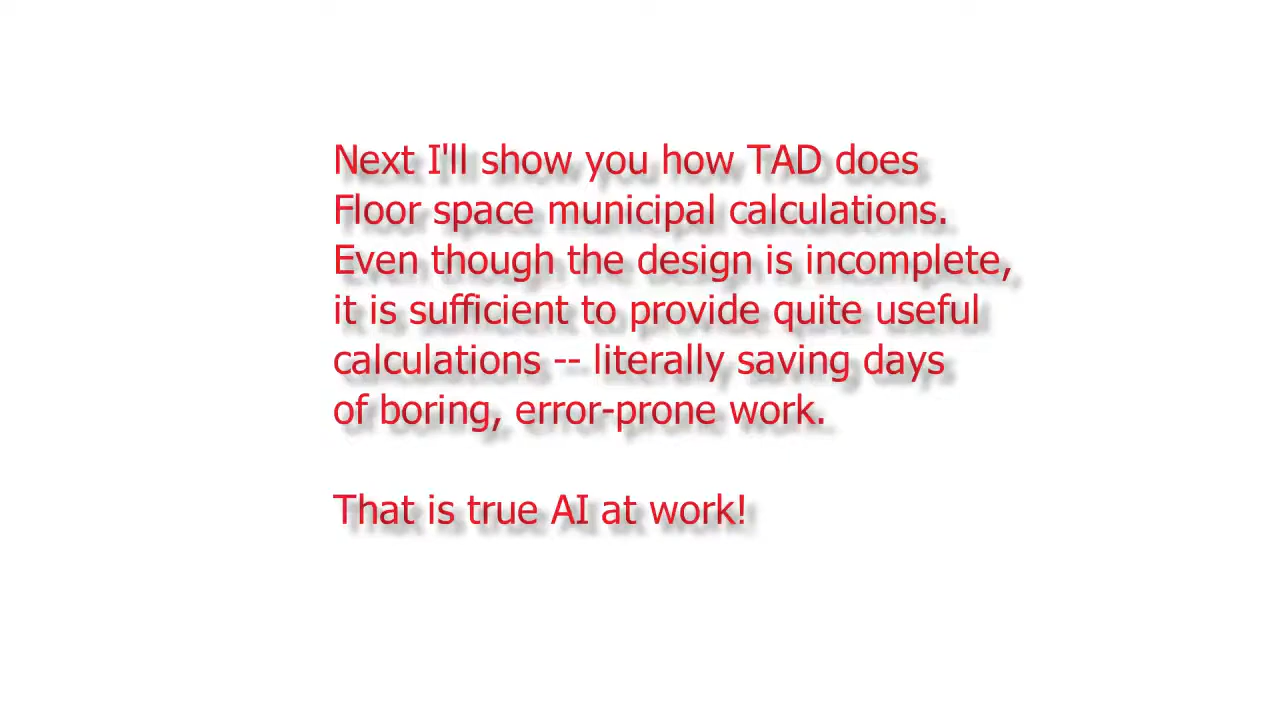 Next I'll show you how TAD does
Floor space municipal calculations.
Even though the design is incomplete,
it is sufficient to provide quite useful
calculations -- literally saving days
of boring, error-prone work.
That is true AI at work!